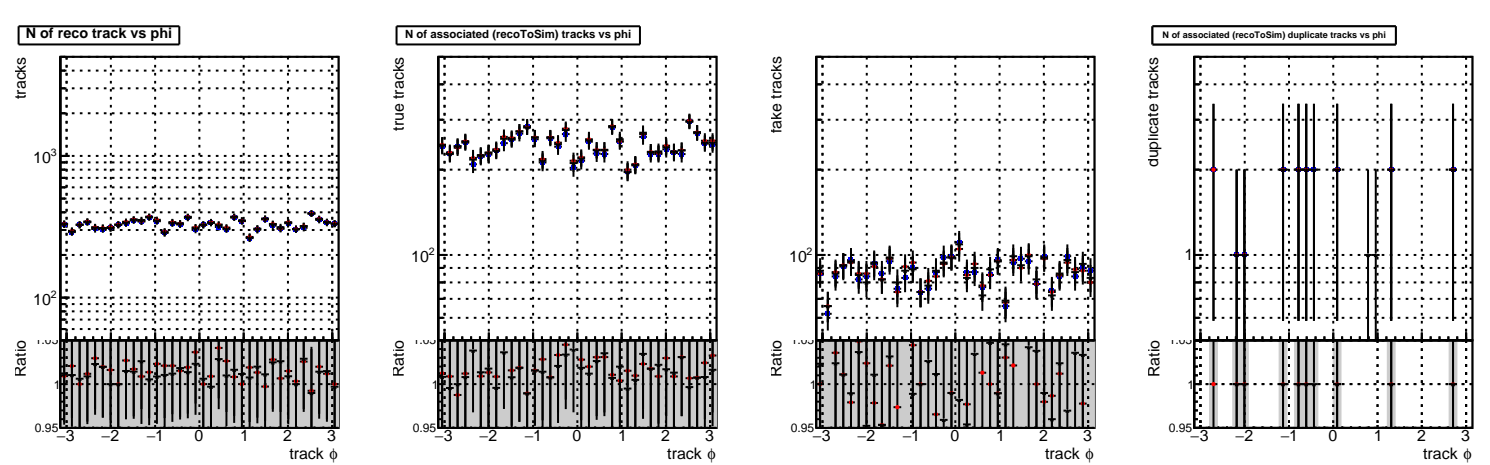 N of reco track vs phi
tracks
10³
10²
Ratio
1
0.95
−3 −2 −1 0 1 2 3
track ϕ
N of associated (recoToSim) tracks vs phi
true tracks
10²
Ratio
1
0.95
−3 −2 −1 0 1 2 3
track ϕ
fake tracks
10²
Ratio
1
0.95
−3 −2 −1 0 1 2 3
track ϕ
N of associated (recoToSim) duplicate tracks vs phi
duplicate tracks
1
Ratio
1
0.95
−3 −2 −1 0 1 2 3
track ϕ